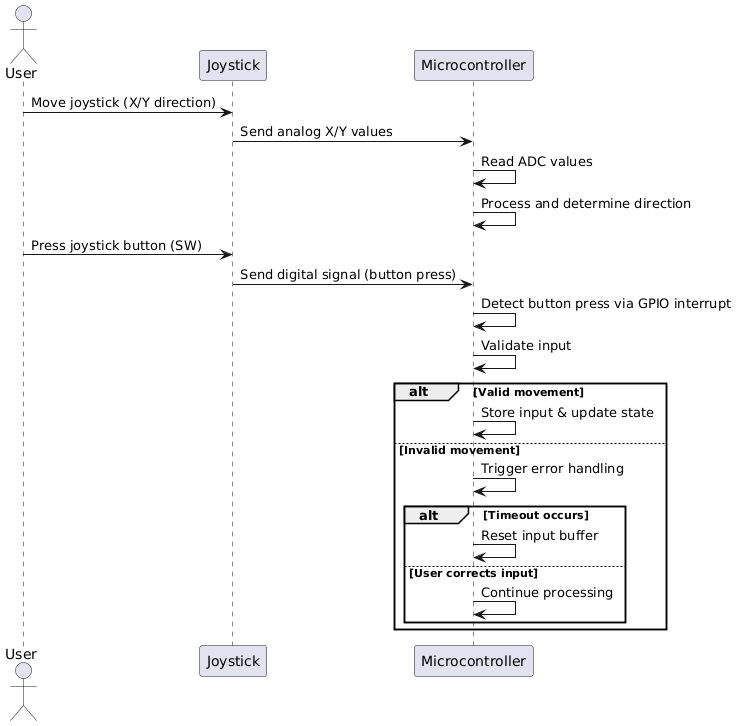 User
Joystick
Microcontroller
Move joystick (X/Y direction)
Send analog X/Y values
Read ADC values
Process and determine direction
Press joystick button (SW)
Send digital signal (button press)
Detect button press via GPIO interrupt
Validate input
alt [Valid movement]
Store input & update state
[Invalid movement]
Trigger error handling
alt [Timeout occurs]
Reset input buffer
[User corrects input]
Continue processing
User
Joystick
Microcontroller